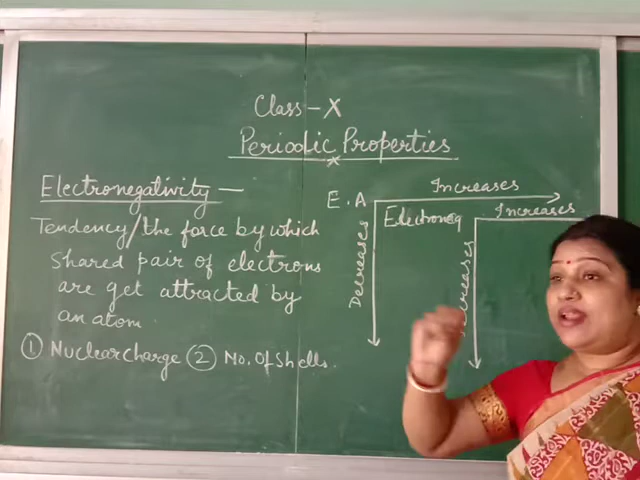 Class - X
Periodic Properties
Electronegativity -
Tendency/the force by which
shared pair of electrons
are get attracted by
an atom
① Nuclear charge ② No. Of Shells.
E.A
Increases
Decreases
Electroneg
Increases